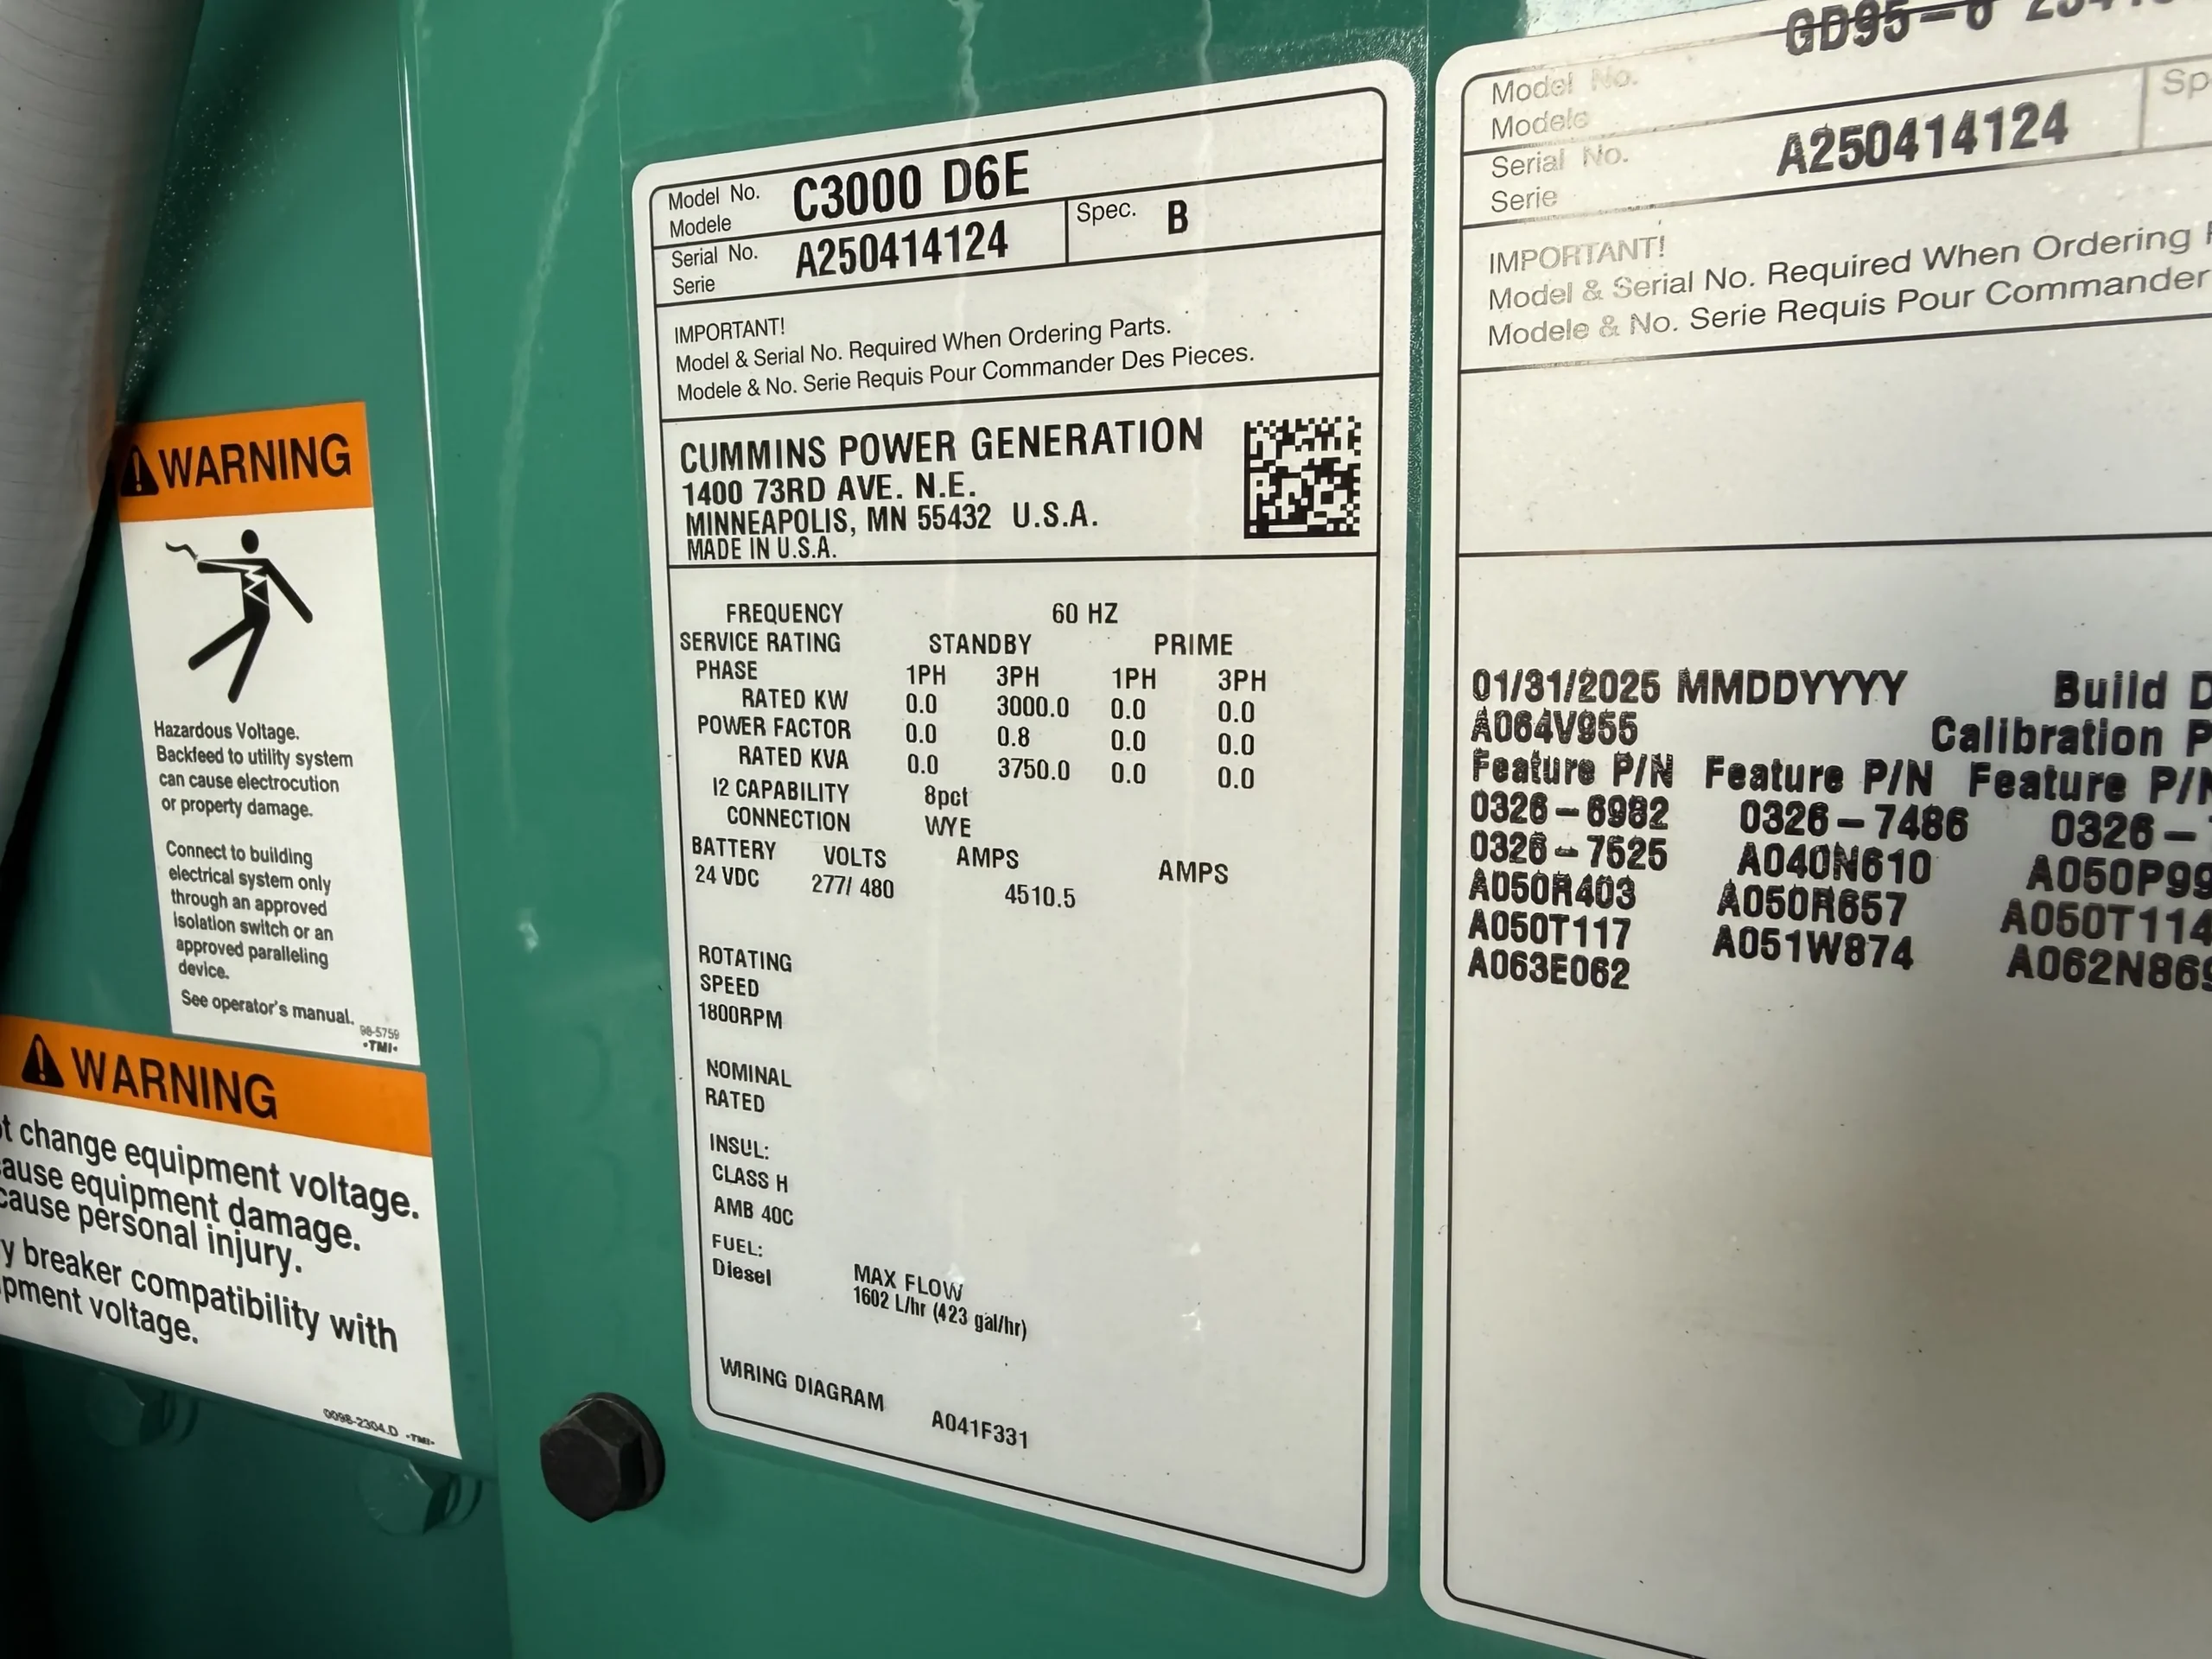 WARNING
Hazardous Voltage.
Backfeed to utility system
can cause electrocution
or property damage.
Connect to building
electrical system only
through an approved
isolation switch or an
approved paralleling
device.
See operator's manual.
98-5759
•TMI•
WARNING
change equipment voltage.
equipment damage.
cause personal injury.
breaker compatibility with
voltage.
0098-2304.D •TMI•
Model No.
Modele
C3000 D6E
Serial No.
Serie
A250414124
Spec. B
IMPORTANT!
Model & Serial No. Required When Ordering Parts.
Modele & No. Serie Requis Pour Commander Des Pieces.
CUMMINS POWER GENERATION
1400 73RD AVE. N.E.
MINNEAPOLIS, MN 55432 U.S.A.
MADE IN U.S.A.
FREQUENCY 60 HZ
SERVICE RATING STANDBY PRIME
PHASE 1PH 3PH 1PH 3PH
RATED KW 0.0 3000.0 0.0 0.0
POWER FACTOR 0.0 0.8 0.0 0.0
RATED KVA 0.0 3750.0 0.0 0.0
I2 CAPABILITY 8pct
CONNECTION WYE
BATTERY VOLTS AMPS AMPS
24 VDC 277/ 480 4510.5
ROTATING
SPEED
1800RPM
NOMINAL
RATED
INSUL:
CLASS H
AMB 40C
FUEL:
Diesel
MAX FLOW
1602 L/hr (423 gal/hr)
WIRING DIAGRAM A041F331
Model No.
Modele
Serial No.
Serie
A250414124
IMPORTANT!
Model & Serial No. Required When Ordering
Modele & No. Serie Requis Pour Commander
01/31/2025 MMDDYYYY Build
A064V955 Calibration
Feature P/N Feature P/N Feature P/N
0326-6982 0326-7486 0326-
0326-7525 A040N610 A050P99
A050R403 A050R657 A050T114
A050T117 A051W874 A062N869
A063E062